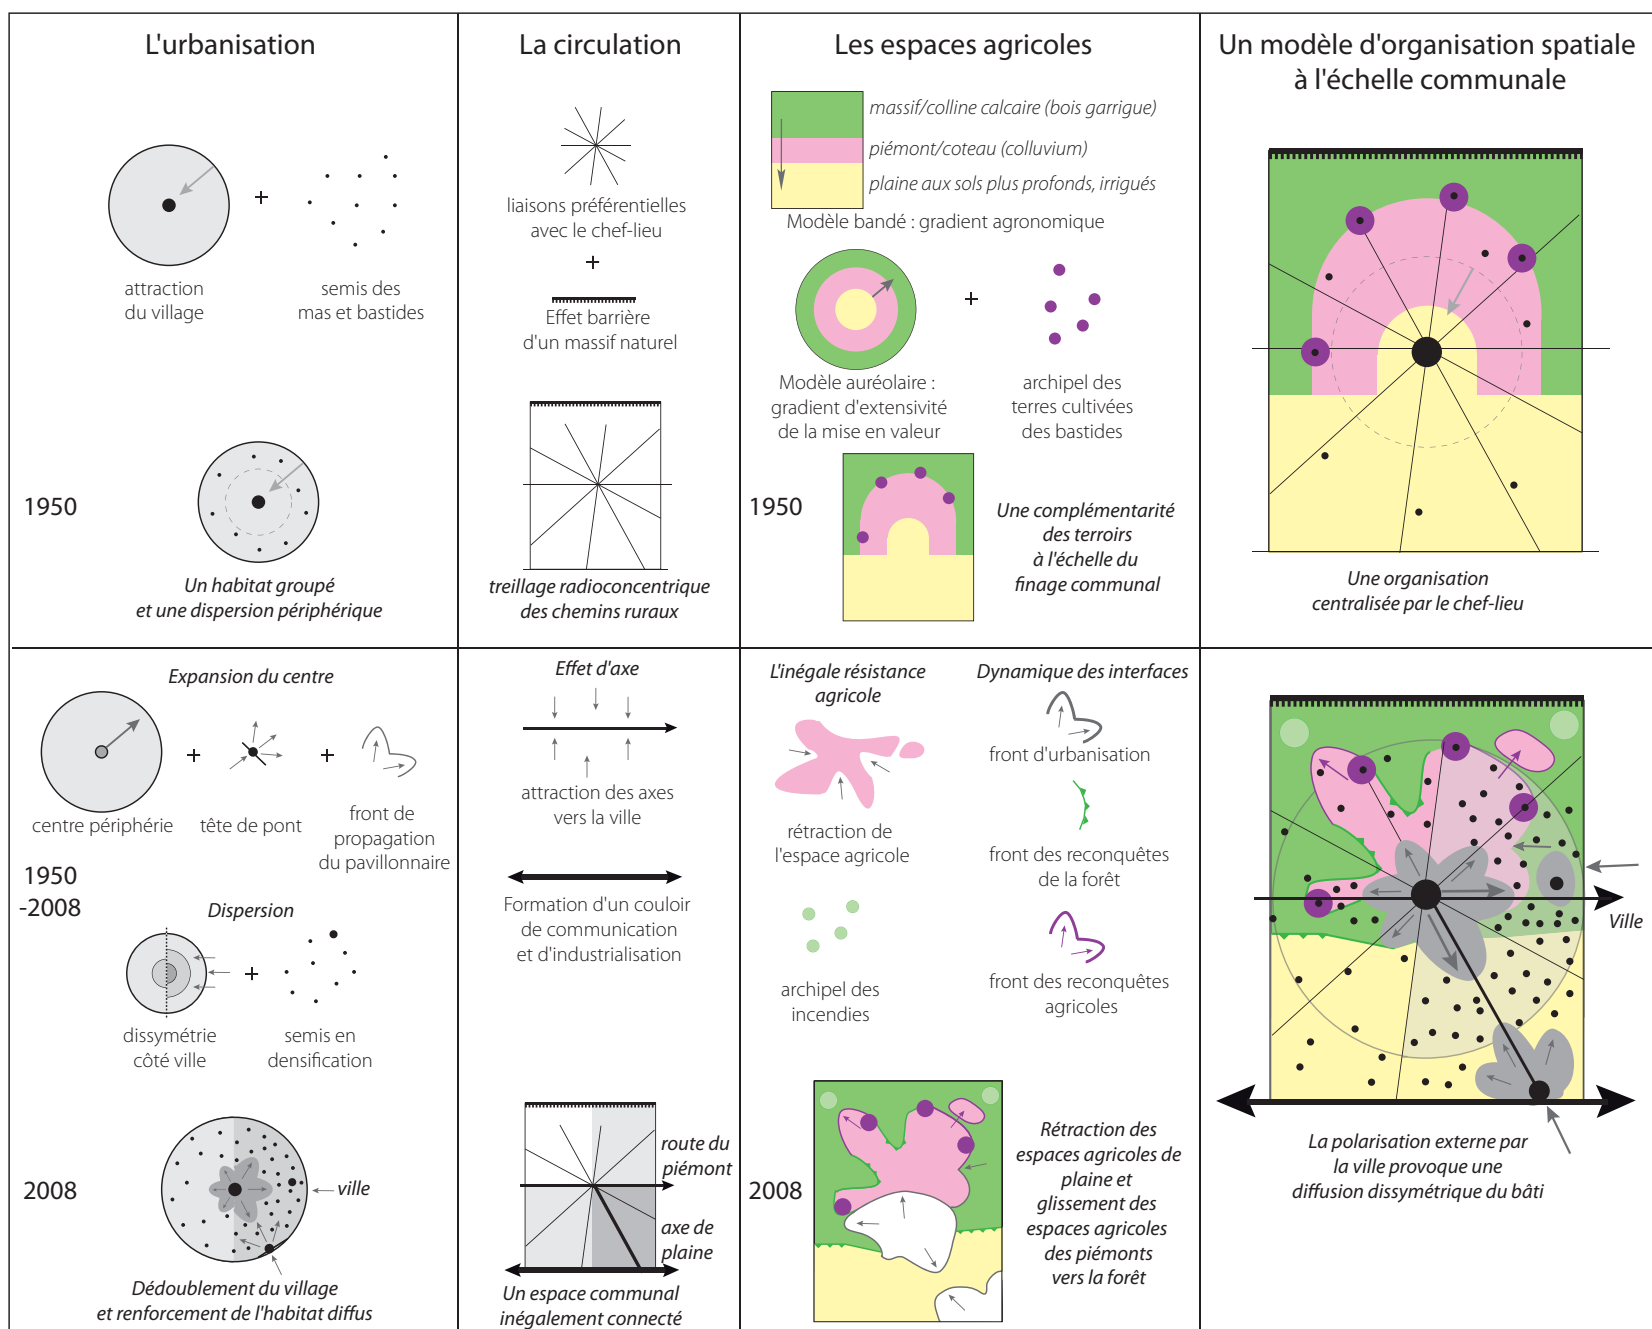 L'urbanisation
attraction
du village
+
semis des
mas et bastides
1950
Un habitat groupé
et une dispersion périphérique
La circulation
liaisons préférentielles
avec le chef-lieu
+
Effet barrière
d'un massif naturel
treillage radioconcentrique
des chemins ruraux
Les espaces agricoles
massif/colline calcaire (bois garrigue)
piémont/coteau (colluvium)
plaine aux sols plus profonds, irrigués
Modèle bandé : gradient agronomique
+
Modèle auréolaire :
gradient d'extensivité
de la mise en valeur
archipel des
terres cultivées
des bastides
1950
Une complémentarité
des terroirs
à l'échelle du
finage communal
Un modèle d'organisation spatiale
à l'échelle communale
Une organisation
centralisée par le chef-lieu
Expansion du centre
+
+
centre périphérie
tête de pont
front de
propagation
du pavillonnaire
1950
-2008
Dispersion
+
dissymétrie
côté ville
semis en
densification
2008
ville
Dédoublement du village
et renforcement de l'habitat diffus
Effet d'axe
attraction des axes
vers la ville
Formation d'un couloir
de communication
et d'industrialisation
route du
piémont
axe de
plaine
Un espace communal
inégalement connecté
L'inégale résistance
agricole
rétraction de
l'espace agricole
archipel des
incendies
Dynamique des interfaces
front d'urbanisation
front des reconquêtes
de la forêt
front des reconquêtes
agricoles
2008
Rétraction des
espaces agricoles de
plaine et
glissement des
espaces agricoles
des piémonts
vers la forêt
Ville
La polarisation externe par
la ville provoque une
diffusion dissymétrique du bâti